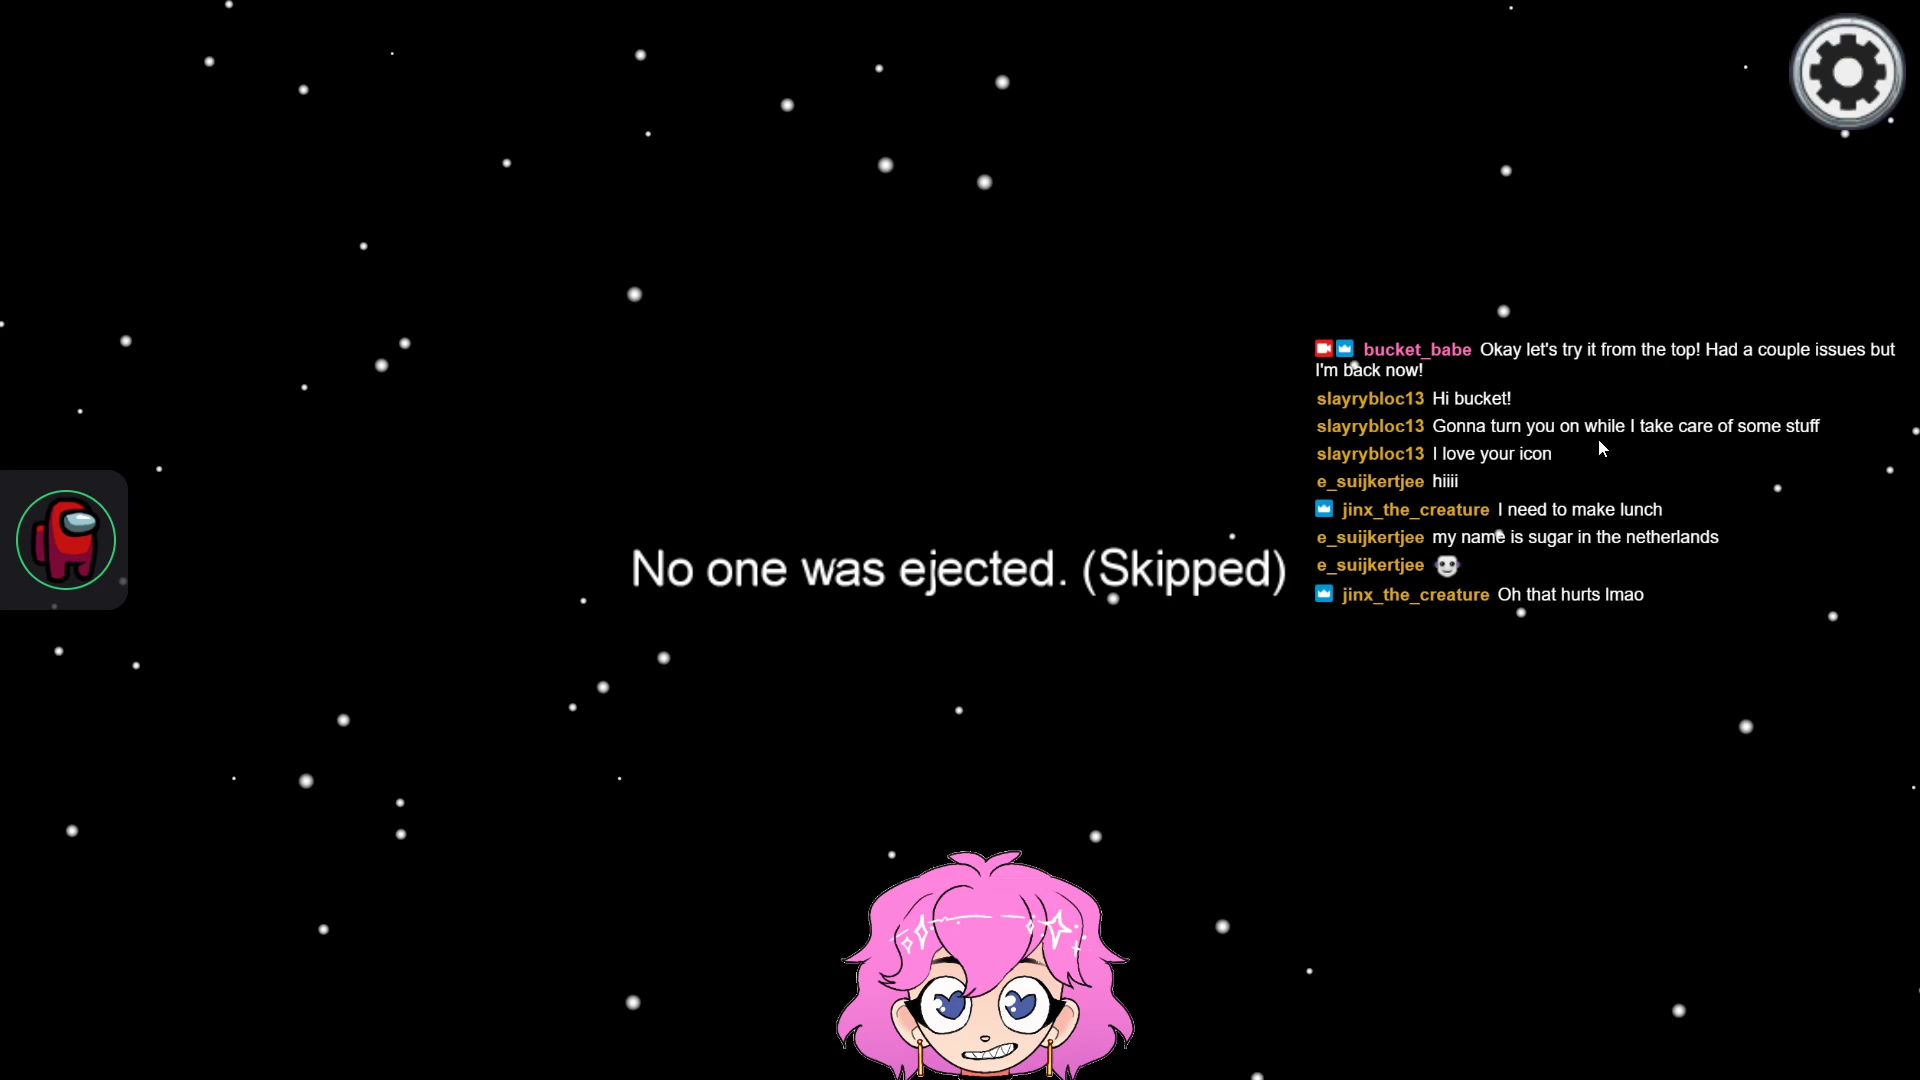 bucket_babe Okay let's try it from the top! Had a couple issues but
I'm back now!
slayrybloc13 Hi bucket!
slayrybloc13 Gonna turn you on while I take care of some stuff
slayrybloc13 I love your icon
e_suijkertjee hiiii
jinx_the_creature I need to make lunch
e_suijkertjee my name is sugar in the netherlands
e_suijkertjee
No one was ejected. (Skipped)
jinx_the_creature Oh that hurts lmao